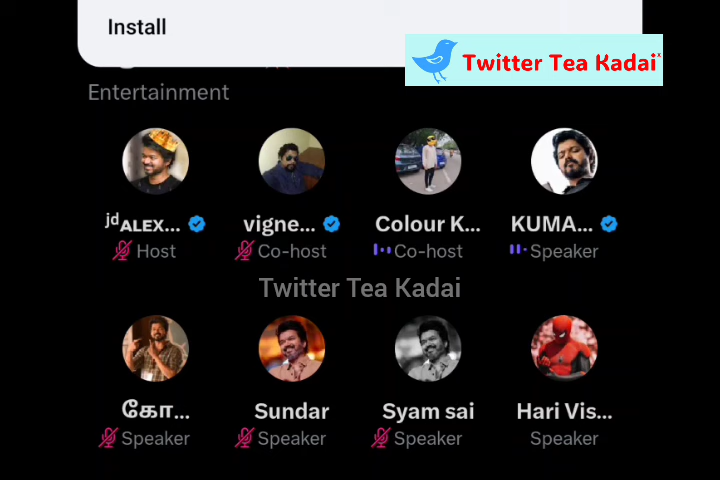 Install
Twitter Tea Kadai
Entertainment
ʲᵈᴀʟᴇx... vigne... Colour K... KUMA...
Host Co-host Co-host Speaker
Twitter Tea Kadai
கோ... Sundar Syam sai Hari Vis...
Speaker Speaker Speaker Speaker